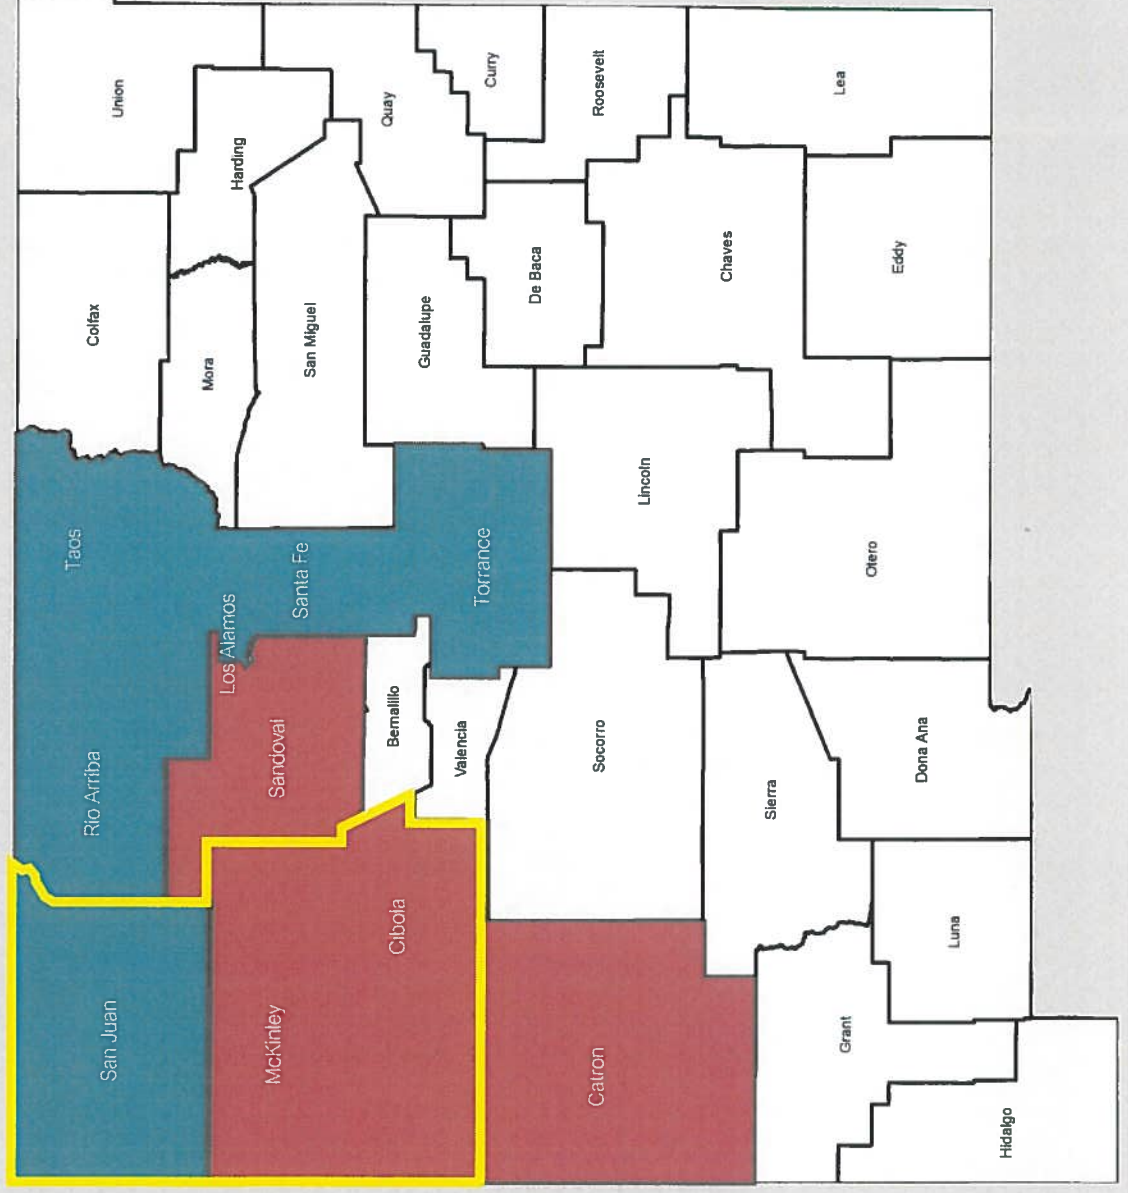 San Juan
Rio Arriba
Taos
Colfax
Union
Los Alamos
Mora
Harding
McKinley
Sandoval
Santa Fe
San Miguel
Cibola
Bernalillo
Guadalupe
Quay
Valencia
Torrance
De Baca
Curry
Catron
Socorro
Lincoln
Roosevelt
Sierra
Chaves
Grant
Otero
Lea
Dona Ana
Eddy
Luna
Hidalgo